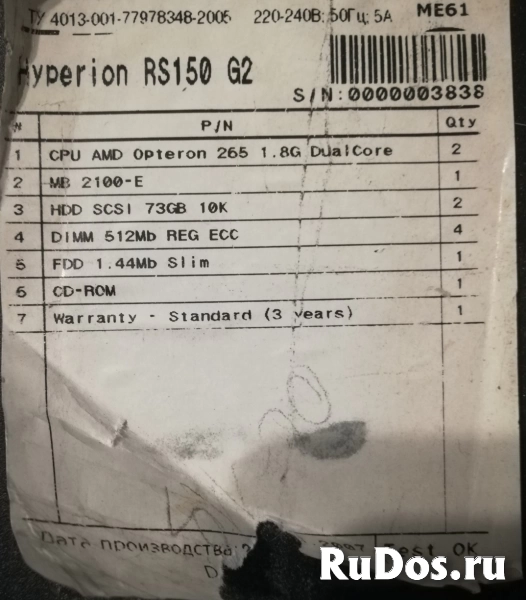 ТУ 4013-001-77978348-2005 220-240В; 50Гц; 5А ME61
Hyperion RS150 G2
S/N:0000003838
# P/N Qty
1 CPU AMD Opteron 265 1.8G DualCore 2
2 MB 2100-E 1
3 HDD SCSI 73GB 10K 2
4 DIMM 512Mb REG ECC 4
5 FDD 1.44Mb Slim 1
6 CD-ROM 1
7 Warranty - Standard (3 years) 1
Дата производства: 2007 Test OK
RuDos.ru